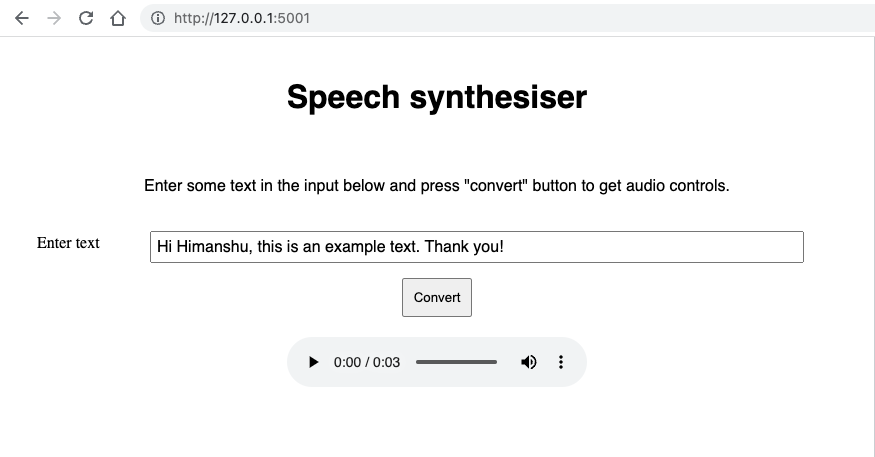 http://127.0.0.1:5001
Speech synthesiser
Enter some text in the input below and press "convert" button to get audio controls.
Enter text
Hi Himanshu, this is an example text. Thank you!
Convert
0:00 / 0:03